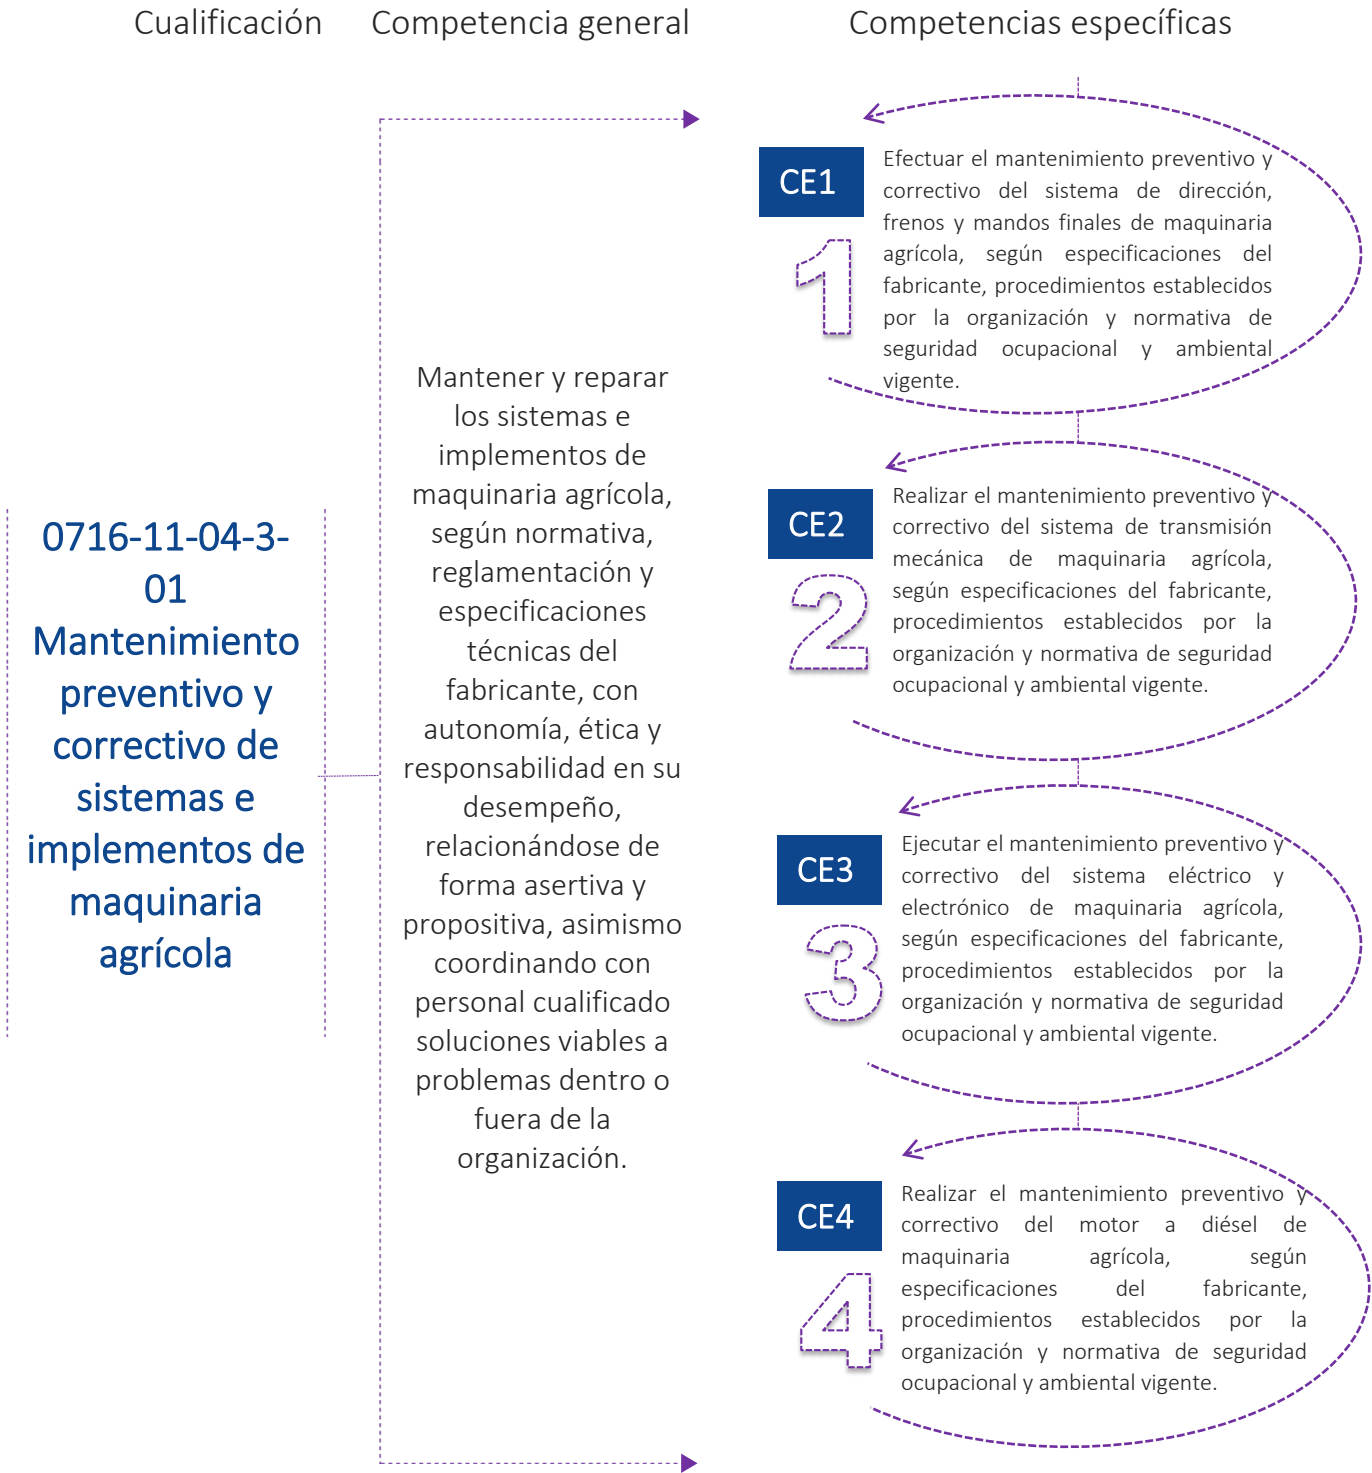 Cualificación
Competencia general
Competencias específicas
0716-11-04-3-
01
Mantenimiento
preventivo y
correctivo de
sistemas e
implementos de
maquinaria
agrícola
Mantener y reparar
los sistemas e
implementos de
maquinaria agrícola,
según normativa,
reglamentación y
especificaciones
técnicas del
fabricante, con
autonomía, ética y
responsabilidad en su
desempeño,
relacionándose de
forma asertiva y
propositiva, asimismo
coordinando con
personal cualificado
soluciones viables a
problemas dentro o
fuera de la
organización.
CE1
1
Efectuar el mantenimiento preventivo y
correctivo del sistema de dirección,
frenos y mandos finales de maquinaria
agrícola, según especificaciones del
fabricante, procedimientos establecidos
por la organización y normativa de
seguridad ocupacional y ambiental
vigente.
CE2
2
Realizar el mantenimiento preventivo y
correctivo del sistema de transmisión
mecánica de maquinaria agrícola,
según especificaciones del fabricante,
procedimientos establecidos por la
organización y normativa de seguridad
ocupacional y ambiental vigente.
CE3
3
Ejecutar el mantenimiento preventivo y
correctivo del sistema eléctrico y
electrónico de maquinaria agrícola,
según especificaciones del fabricante,
procedimientos establecidos por la
organización y normativa de seguridad
ocupacional y ambiental vigente.
CE4
4
Realizar el mantenimiento preventivo y
correctivo del motor a diésel de
maquinaria agrícola, según
especificaciones del fabricante,
procedimientos establecidos por la
organización y normativa de seguridad
ocupacional y ambiental vigente.